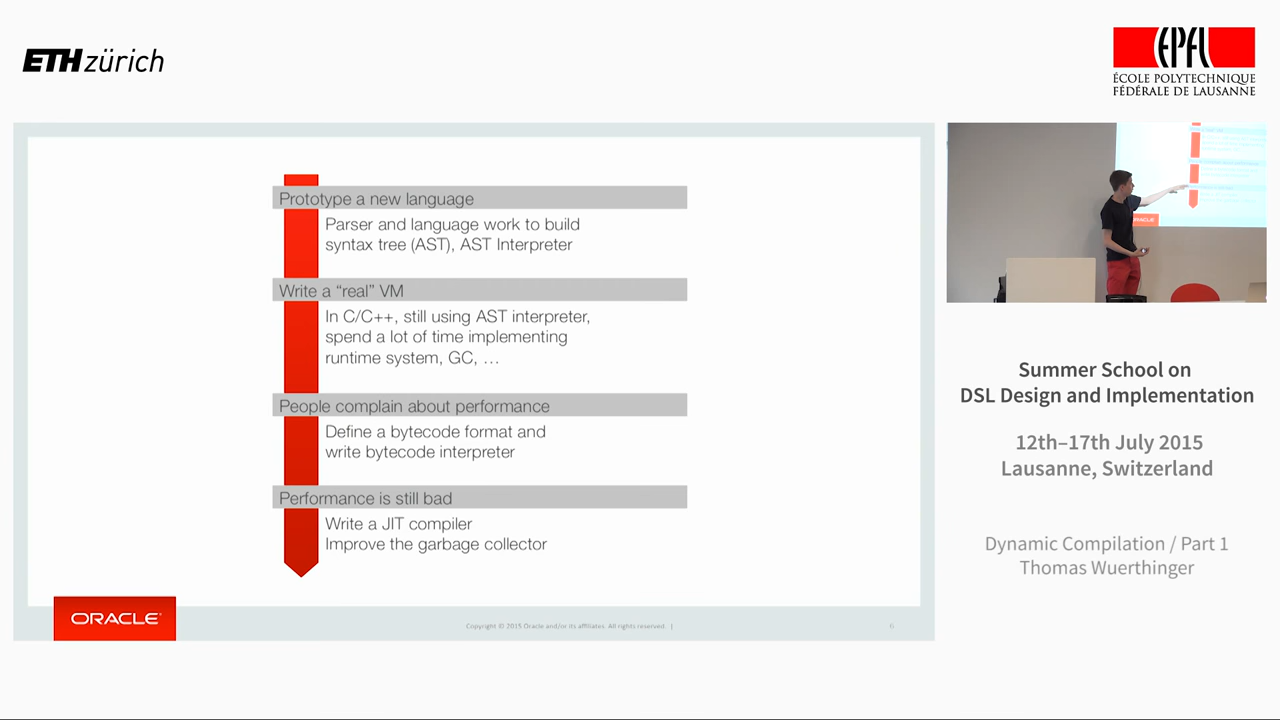 ETH zürich
EPFL
ÉCOLE POLYTECHNIQUE
FÉDÉRALE DE LAUSANNE
Prototype a new language
Parser and language work to build
syntax tree (AST), AST Interpreter
Write a “real” VM
In C/C++, still using AST interpreter,
spend a lot of time implementing
runtime system, GC, …
People complain about performance
Define a bytecode format and
write bytecode interpreter
Performance is still bad
Write a JIT compiler
Improve the garbage collector
ORACLE
Copyright © 2015 Oracle and/or its affiliates. All rights reserved. |
6
ORACLE
Summer School on
DSL Design and Implementation
12th–17th July 2015
Lausanne, Switzerland
Dynamic Compilation / Part 1
Thomas Wuerthinger